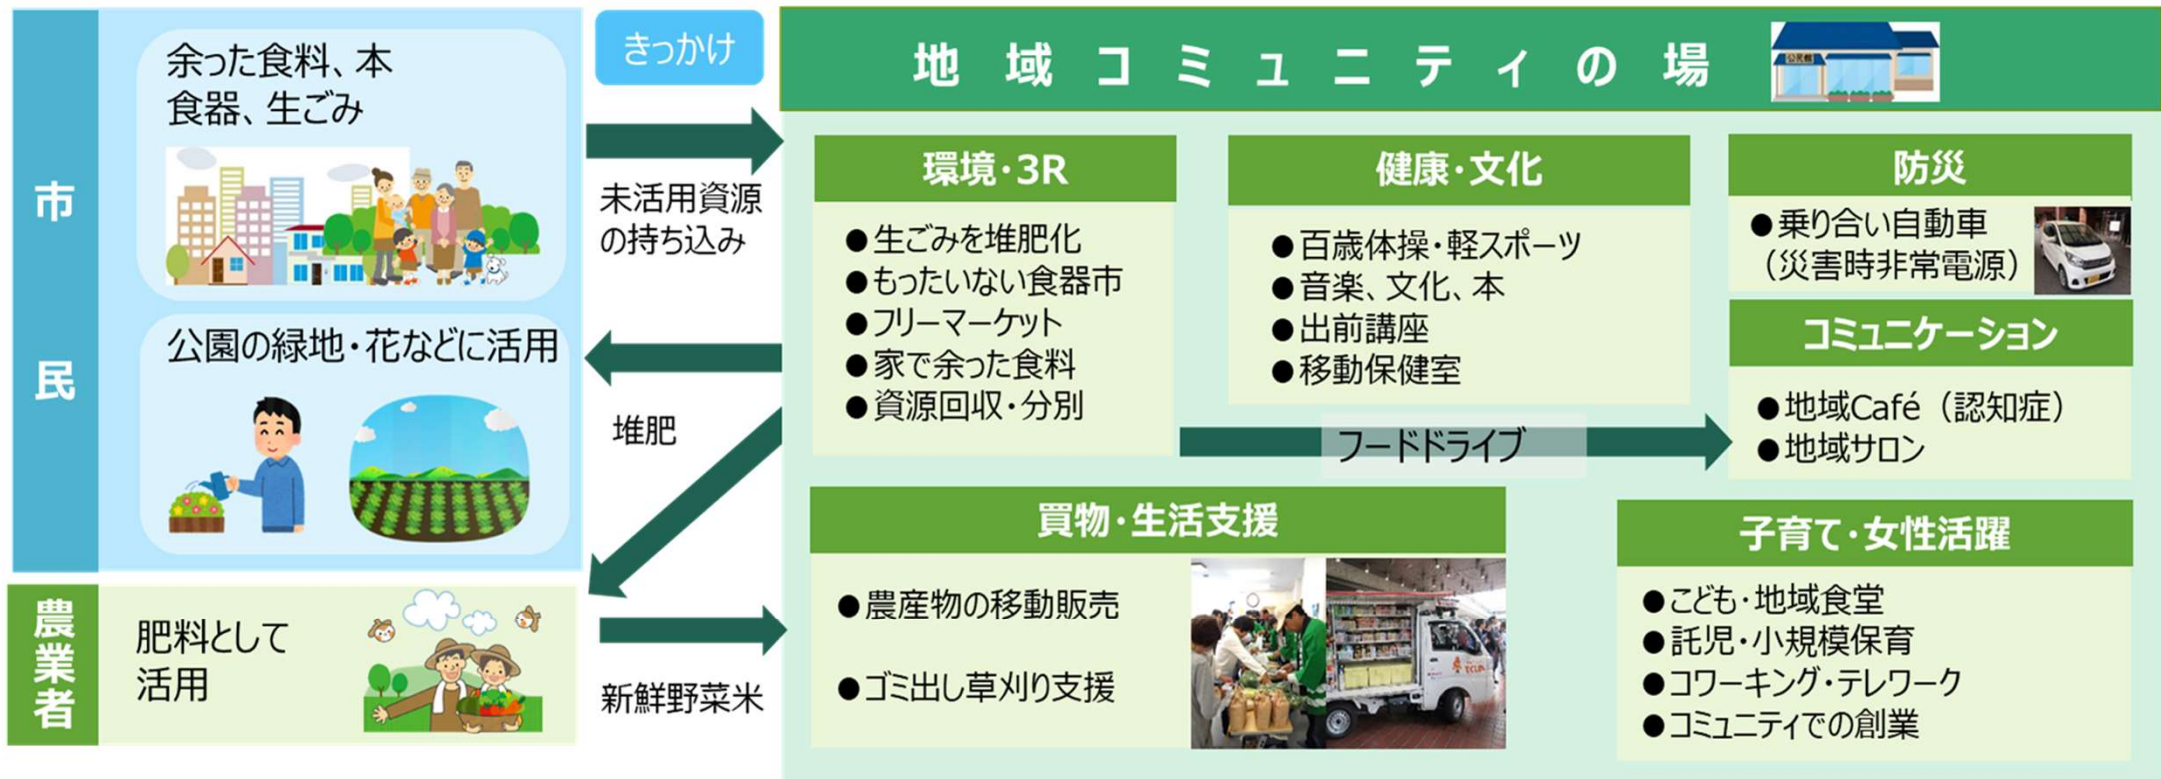 市民
余った食料、本
食器、生ごみ
公園の緑地・花などに活用
農業者
肥料として
活用
きっかけ
未活用資源
の持ち込み
堆肥
新鮮野菜米
地域コミュニティの場
公民館
環境・3R
●生ごみを堆肥化
●もったいない食器市
●フリーマーケット
●家で余った食料
●資源回収・分別
健康・文化
●百歳体操・軽スポーツ
●音楽、文化、本
●出前講座
●移動保健室
防災
●乗り合い自動車
（災害時非常電源）
コミュニケーション
●地域Café（認知症）
●地域サロン
フードドライブ
買物・生活支援
●農産物の移動販売
●ゴミ出し草刈り支援
子育て・女性活躍
●こども・地域食堂
●託児・小規模保育
●コワーキング・テレワーク
●コミュニティでの創業